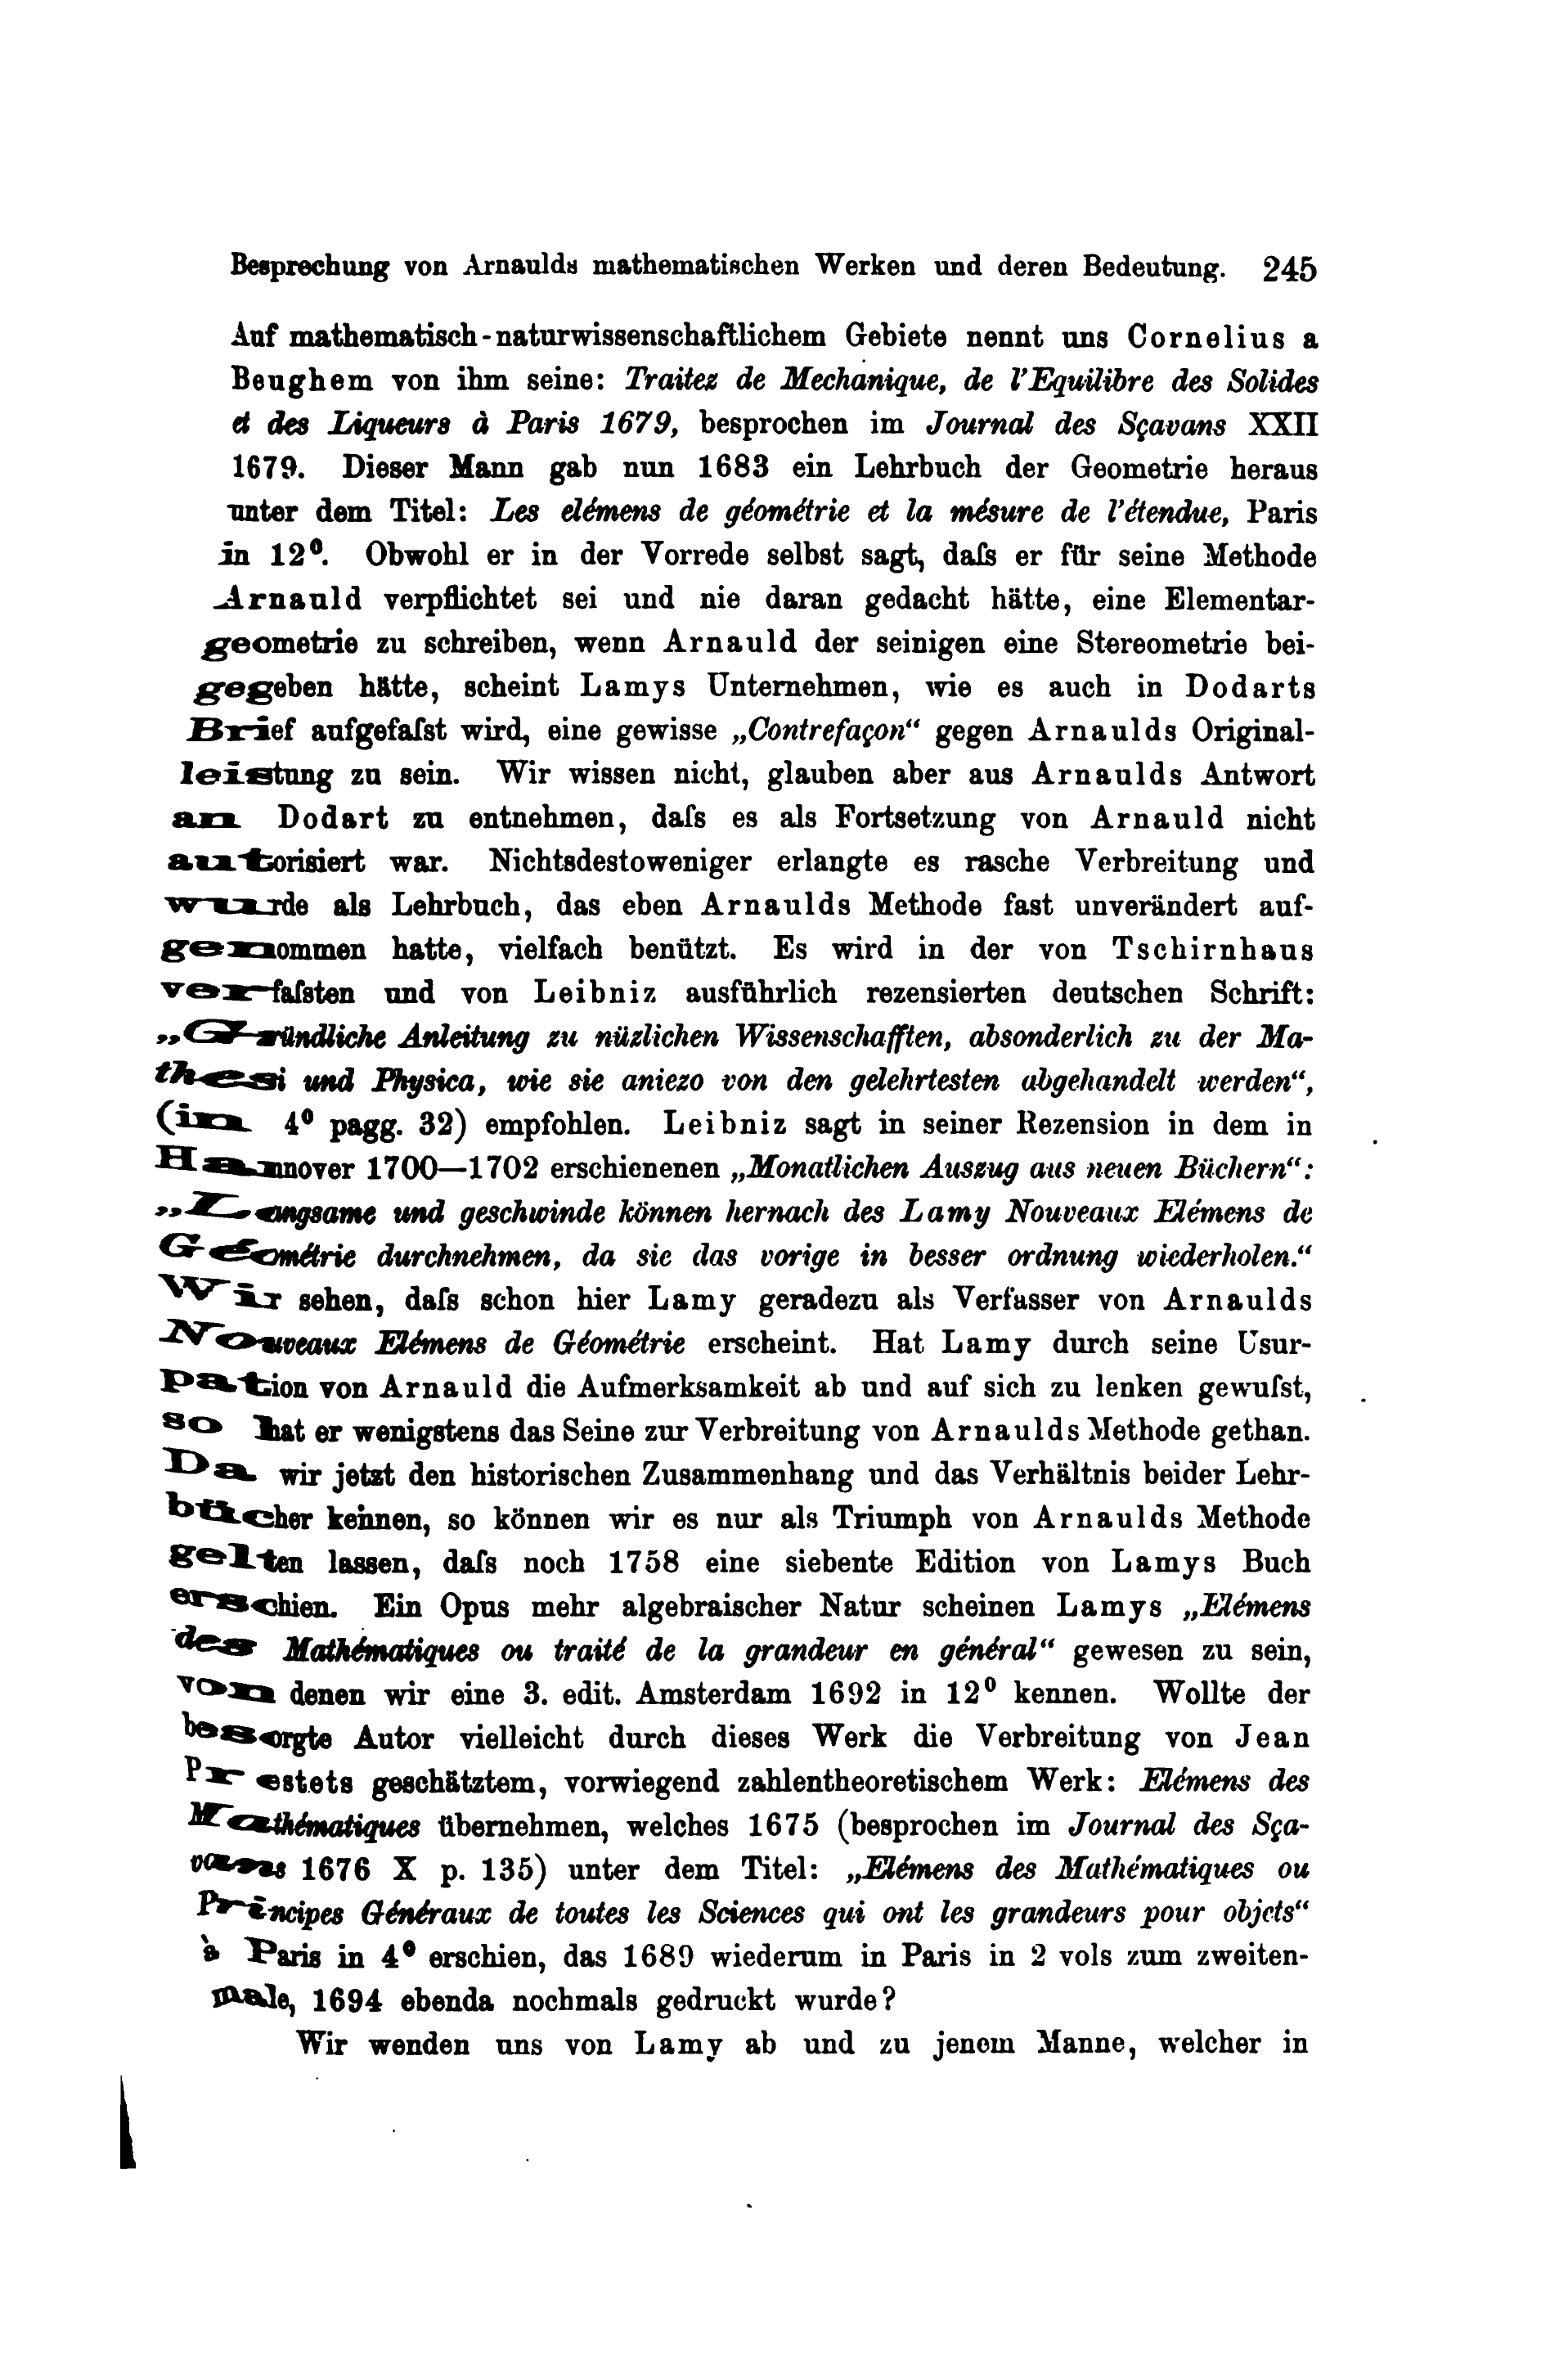 Besprechung von Arnaulds mathematischen Werken und deren Bedeutung. 245
Auf mathematisch-naturwissenschaftlichem Gebiete nennt uns Cornelius a
Beughem von ihm seine: Traitez de Mechanique, de l'Equilibre des Solides
et des Liqueurs à Paris 1679, besprochen im Journal des Sçavans XXII
1679. Dieser Mann gab nun 1683 ein Lehrbuch der Geometrie heraus
unter dem Titel: Les elémens de géométrie et la mésure de l'étendue, Paris
in 12⁰. Obwohl er in der Vorrede selbst sagt, daſs er für seine Methode
Arnauld verpflichtet sei und nie daran gedacht hätte, eine Elementar-
geometrie zu schreiben, wenn Arnauld der seinigen eine Stereometrie bei-
gegeben hätte, scheint Lamys Unternehmen, wie es auch in Dodarts
Brief aufgefaſst wird, eine gewisse „Contrefaçon“ gegen Arnaulds Original-
leistung zu sein. Wir wissen nicht, glauben aber aus Arnaulds Antwort
an Dodart zu entnehmen, daſs es als Fortsetzung von Arnauld nicht
autorisiert war. Nichtsdestoweniger erlangte es rasche Verbreitung und
wurde als Lehrbuch, das eben Arnaulds Methode fast unverändert auf-
genommen hatte, vielfach benützt. Es wird in der von Tschirnhaus
verfaſsten und von Leibniz ausführlich rezensierten deutschen Schrift:
„Gründliche Anleitung zu nüzlichen Wissenschafften, absonderlich zu der Ma-
thesi und Physica, wie sie aniezo von den gelehrtesten abgehandelt werden“,
(in 4⁰ pagg. 32) empfohlen. Leibniz sagt in seiner Rezension in dem in
Hannover 1700—1702 erschienenen „Monatlichen Auszug aus neuen Büchern“:
„Langsame und geschwinde können hernach des Lamy Nouveaux Elémens de
Géométrie durchnehmen, da sie das vorige in besser ordnung wiederholen.“
Wir sehen, daſs schon hier Lamy geradezu als Verfasser von Arnaulds
Nouveaux Elémens de Géométrie erscheint. Hat Lamy durch seine Usur-
pation von Arnauld die Aufmerksamkeit ab und auf sich zu lenken gewuſst,
so hat er wenigstens das Seine zur Verbreitung von Arnaulds Methode gethan.
Da wir jetzt den historischen Zusammenhang und das Verhältnis beider Lehr-
bücher kennen, so können wir es nur als Triumph von Arnaulds Methode
gelten lassen, daſs noch 1758 eine siebente Edition von Lamys Buch
erschien. Ein Opus mehr algebraischer Natur scheinen Lamys „Elémens
des Mathématiques ou traité de la grandeur en général“ gewesen zu sein,
von denen wir eine 3. edit. Amsterdam 1692 in 12⁰ kennen. Wollte der
besorgte Autor vielleicht durch dieses Werk die Verbreitung von Jean
Prestets geschätztem, vorwiegend zahlentheoretischem Werk: Elémens des
Mathématiques übernehmen, welches 1675 (besprochen im Journal des Sça-
vans 1676 X p. 135) unter dem Titel: „Elémens des Mathématiques ou
Principes Généraux de toutes les Sciences qui ont les grandeurs pour objets“
à Paris in 4⁰ erschien, das 1689 wiederum in Paris in 2 vols zum zweiten-
male, 1694 ebenda nochmals gedruckt wurde?
Wir wenden uns von Lamy ab und zu jenem Manne, welcher in